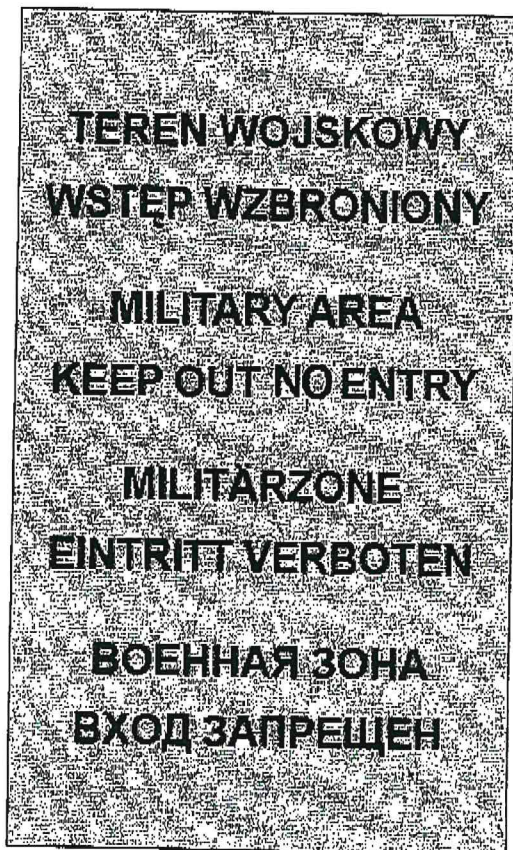 TEREN WOJSKOWY
WSTĘP WZBRONIONY
MILITARY AREA
KEEP OUT NO ENTRY
MILITARZONE
EINTRITT VERBOTEN
ВОЕННАЯ ЗОНА
ВХОД ЗАПРЕЩЕН